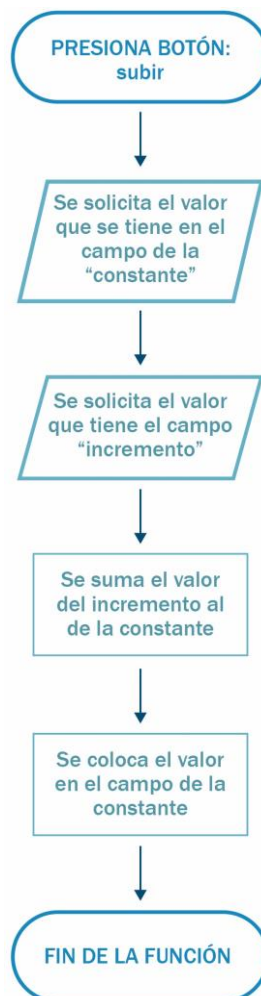 PRESIONA BOTÓN:
subir
Se solicita el valor
que se tiene en el
campo de la
“constante”
Se solicita el valor
que tiene el campo
“incremento”
Se suma el valor
del incremento al
de la constante
Se coloca el valor
en el campo de la
constante
FIN DE LA FUNCIÓN